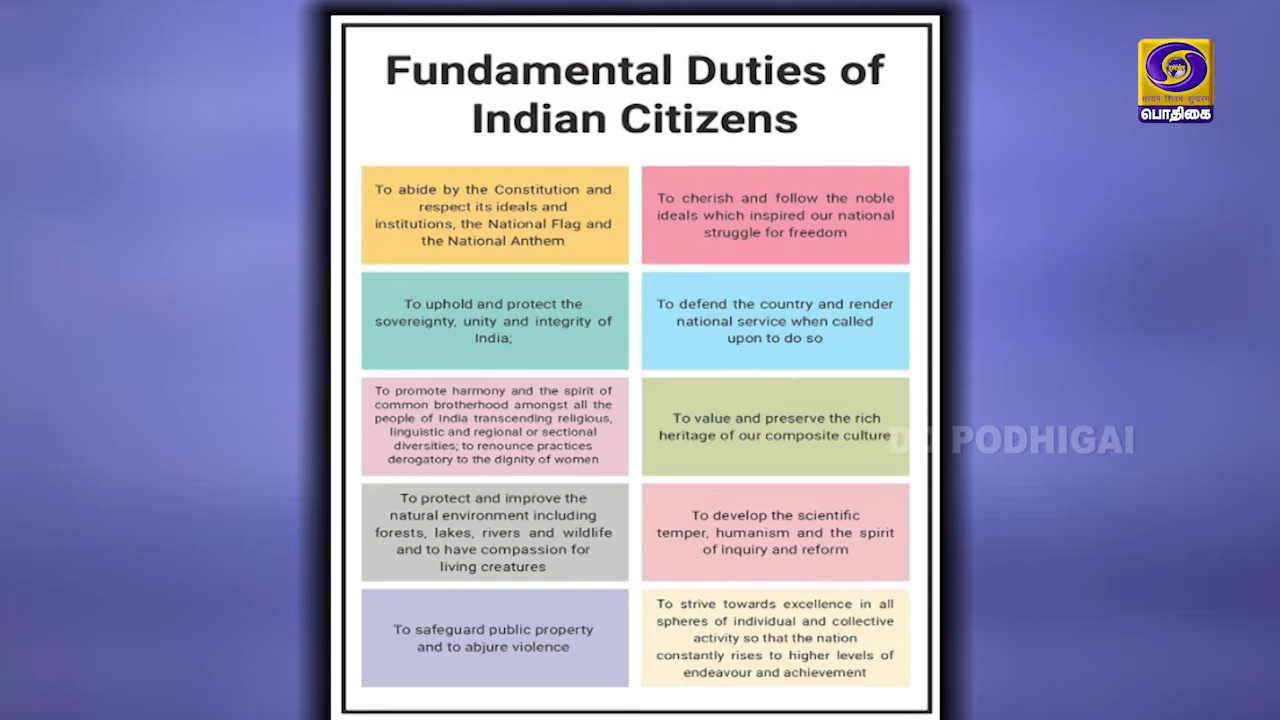 Fundamental Duties of
Indian Citizens
To abide by the Constitution and
respect its ideals and
institutions, the National Flag and
the National Anthem
To cherish and follow the noble
ideals which inspired our national
struggle for freedom
To uphold and protect the
sovereignty, unity and integrity of
India;
To defend the country and render
national service when called
upon to do so
To promote harmony and the spirit of
common brotherhood amongst all the
people of India transcending religious,
linguistic and regional or sectional
diversities; to renounce practices
derogatory to the dignity of women
To value and preserve the rich
heritage of our composite culture
To protect and improve the
natural environment including
forests, lakes, rivers and wildlife
and to have compassion for
living creatures
To develop the scientific
temper, humanism and the spirit
of inquiry and reform
To safeguard public property
and to abjure violence
To strive towards excellence in all
spheres of individual and collective
activity so that the nation
constantly rises to higher levels of
endeavour and achievement
सत्यम शिवम सुन्दरम
பொதிகை
DD PODHIGAI